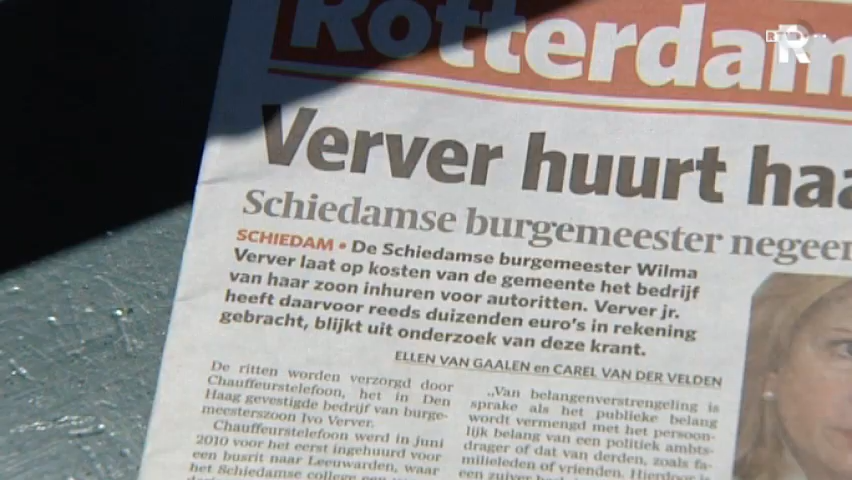 Rotterdam
Verver huurt haa
Schiedamse burgemeester negeer
SCHIEDAM • De Schiedamse burgemeester Wilma
Verver laat op kosten van de gemeente het bedrijf
van haar zoon inhuren voor autoritten. Verver jr.
heeft daarvoor reeds duizenden euro's in rekening
gebracht, blijkt uit onderzoek van deze krant.
ELLEN VAN GAALEN en CAREL VAN DER VELDEN
De ritten worden verzorgd door
Chauffeurstelefoon, het in Den
Haag gevestigde bedrijf van burge-
meesterszoon Ivo Verver.
Chauffeurstelefoon werd in juni
2010 voor het eerst ingehuurd voor
een busrit naar Leeuwarden, waar
het Schiedamse college een
„Van belangenverstrengeling is
sprake als het publieke belang
wordt vermengd met het persoon-
lijk belang van een politiek ambts-
drager of dat van derden, zoals fa-
milieleden of vrienden. Hierdoor
een zuiver